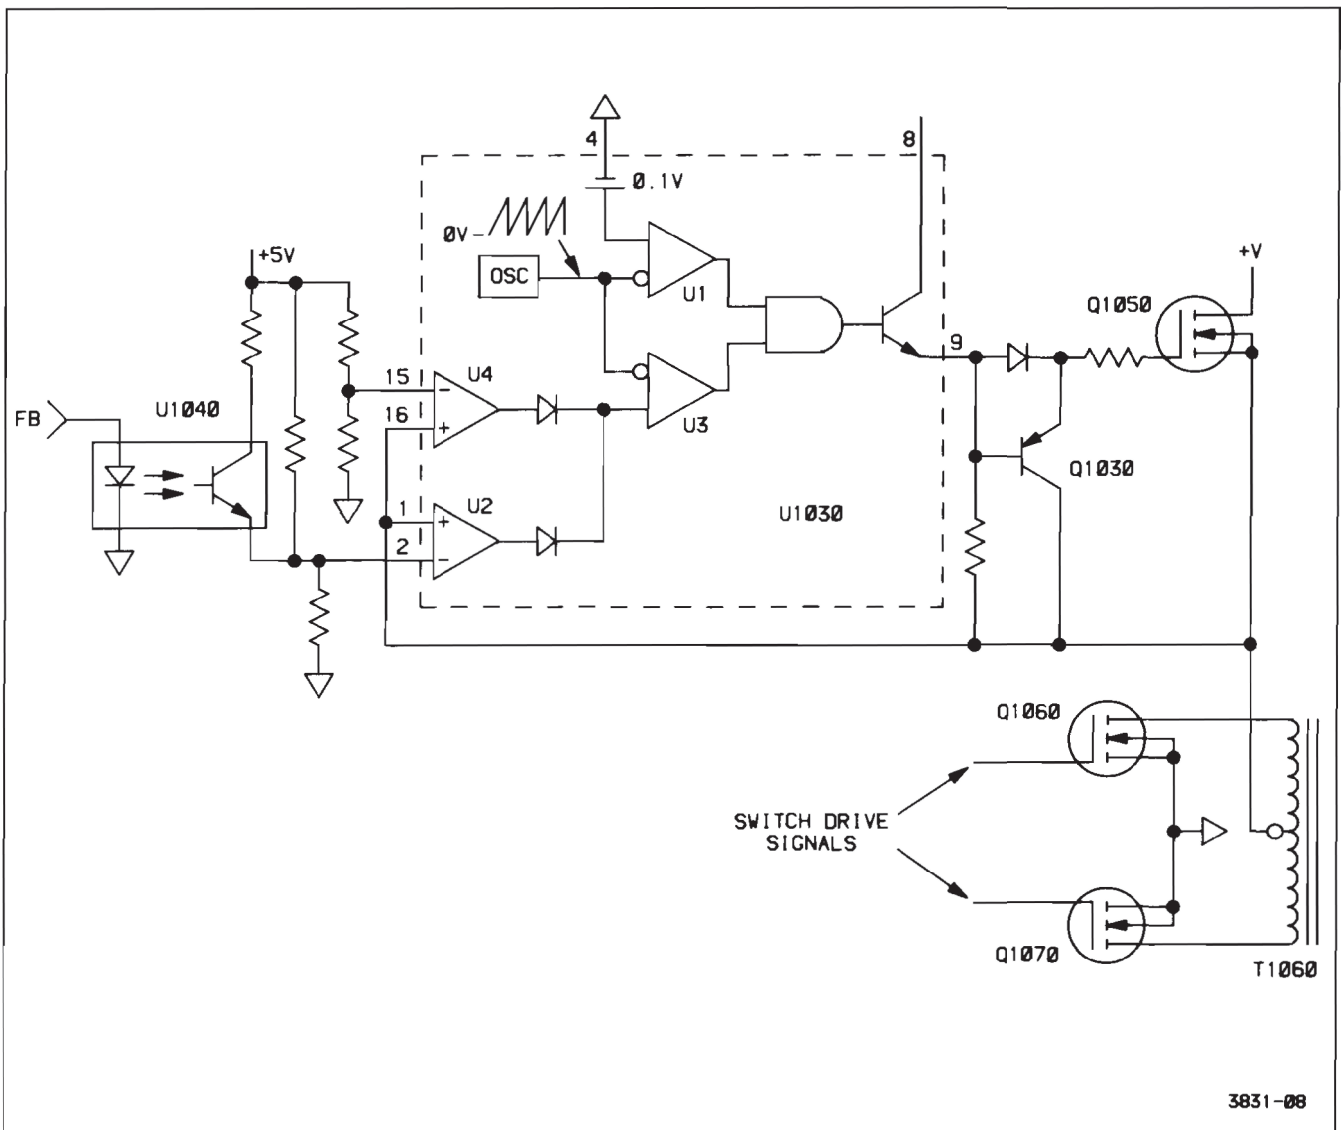 4
8
0.1V
0V-
+5V
OSC
U1
+V
Q1050
9
15
U4
16
U3
FB
U1040
Q1030
1
U2
2
U1030
Q1060
SWITCH DRIVE
SIGNALS
Q1070
T1060
3831-08